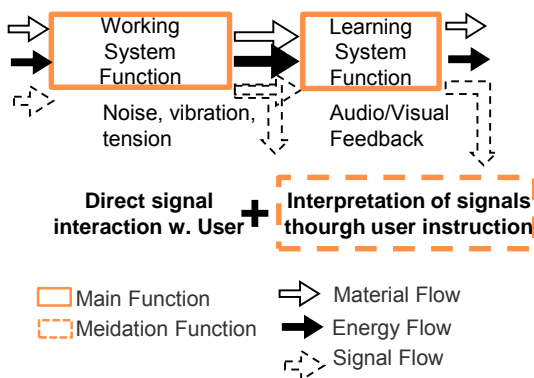 Working
System
Function
Learning
System
Function
Noise, vibration,
tension
Audio/Visual
Feedback
Direct signal
interaction w. User
+
Interpretation of signals
thourgh user instruction
Main Function
Meidation Function
Material Flow
Energy Flow
Signal Flow